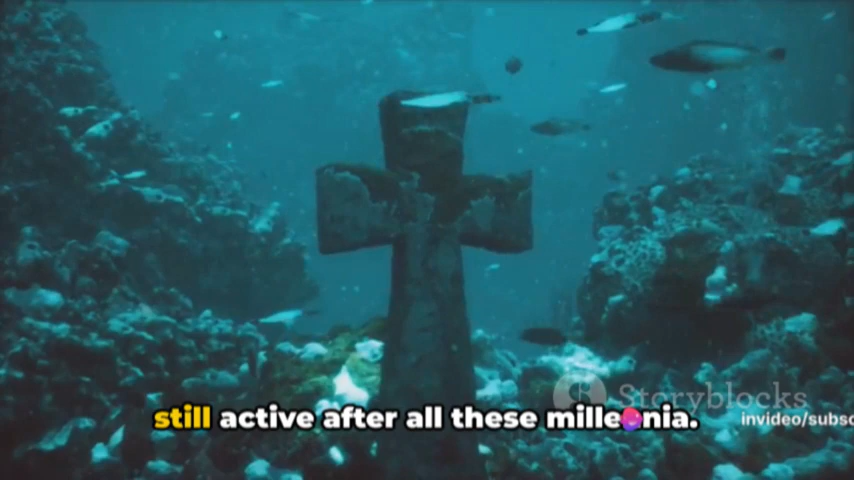 Storyblocks
still active after all these millennia.
invideo/subsc